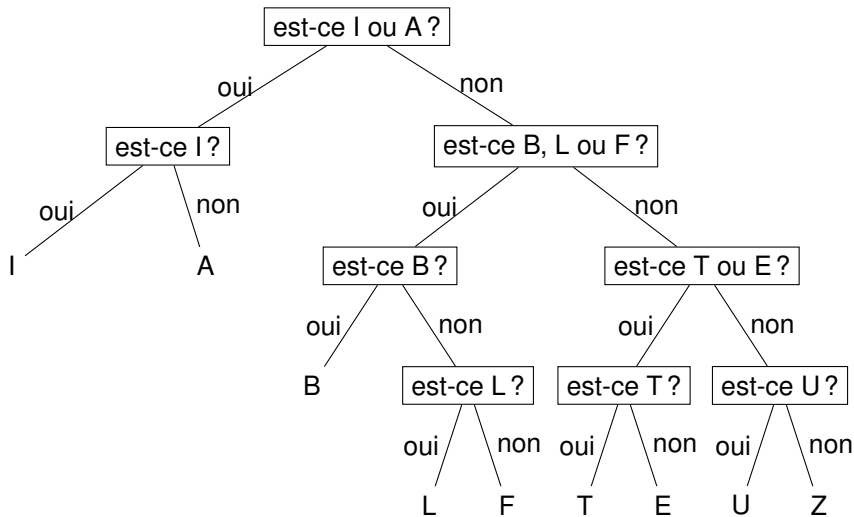 est-ce I ou A ?
oui non
est-ce I ? est-ce B, L ou F ?
oui non oui non
I A est-ce B ? est-ce T ou E ?
oui non oui non
B est-ce L ? est-ce T ? est-ce U ?
oui non oui non oui non
L F T E U Z